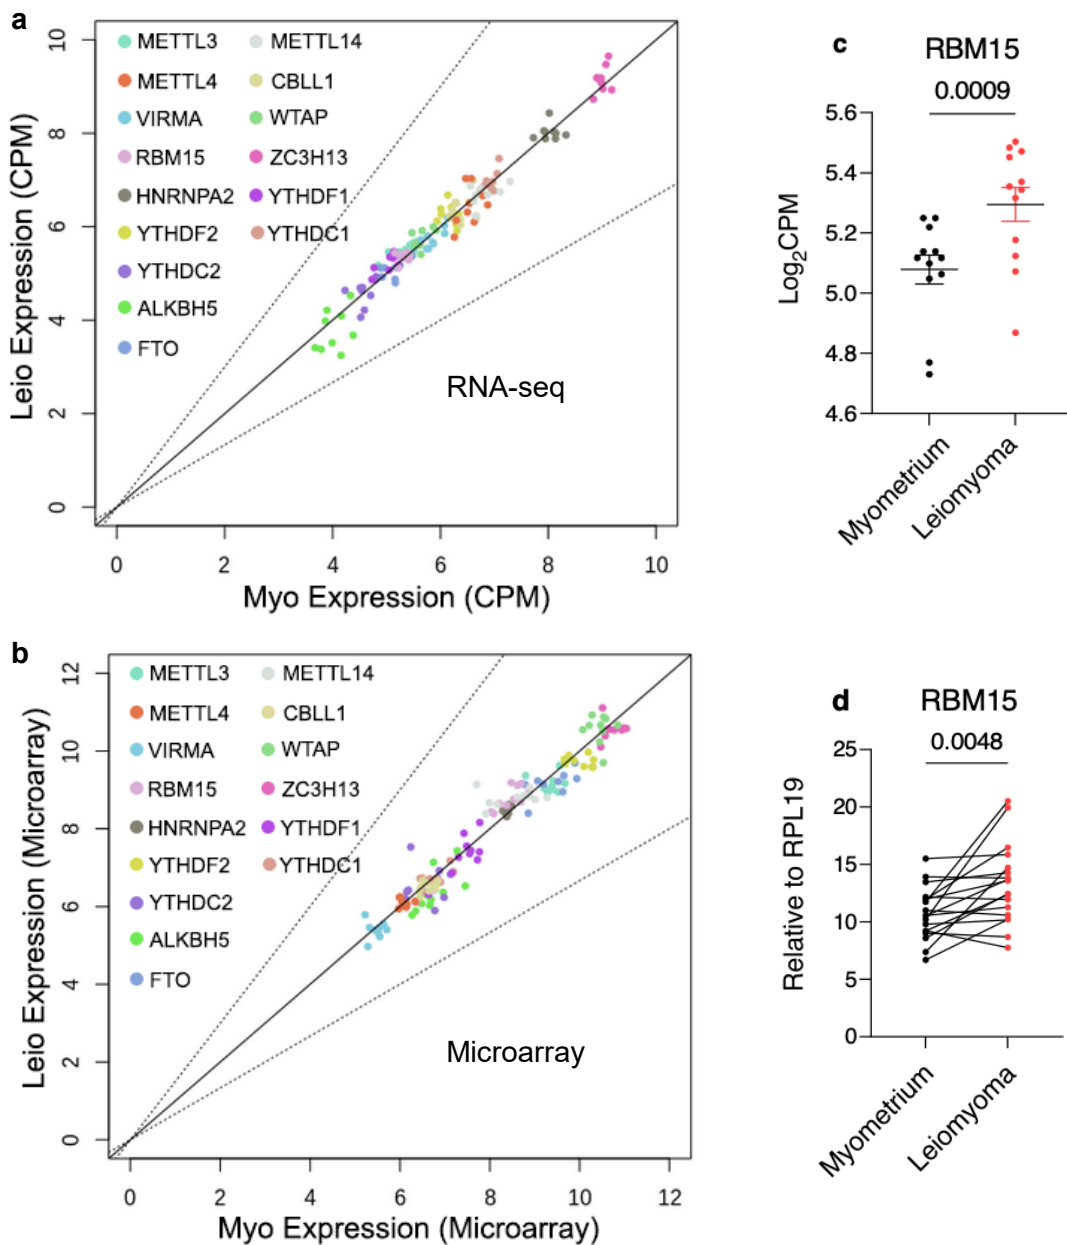 a
10
8
6
4
2
0
Leio Expression (CPM)
METTL3 METTL14
METTL4 CBLL1
VIRMA WTAP
RBM15 ZC3H13
HNRNPA2 YTHDF1
YTHDF2 YTHDC1
YTHDC2
ALKBH5
FTO
RNA-seq
0 2 4 6 8 10
Myo Expression (CPM)
c
RBM15
0.0009
5.6
5.4
5.2
5.0
4.8
4.6
Log2CPM
Myometrium
Leiomyoma
b
12
10
8
6
4
2
0
Leio Expression (Microarray)
METTL3 METTL14
METTL4 CBLL1
VIRMA WTAP
RBM15 ZC3H13
HNRNPA2 YTHDF1
YTHDF2 YTHDC1
YTHDC2
ALKBH5
FTO
Microarray
0 2 4 6 8 10 12
Myo Expression (Microarray)
d
RBM15
0.0048
25
20
15
10
5
0
Relative to RPL19
Myometrium
Leiomyoma